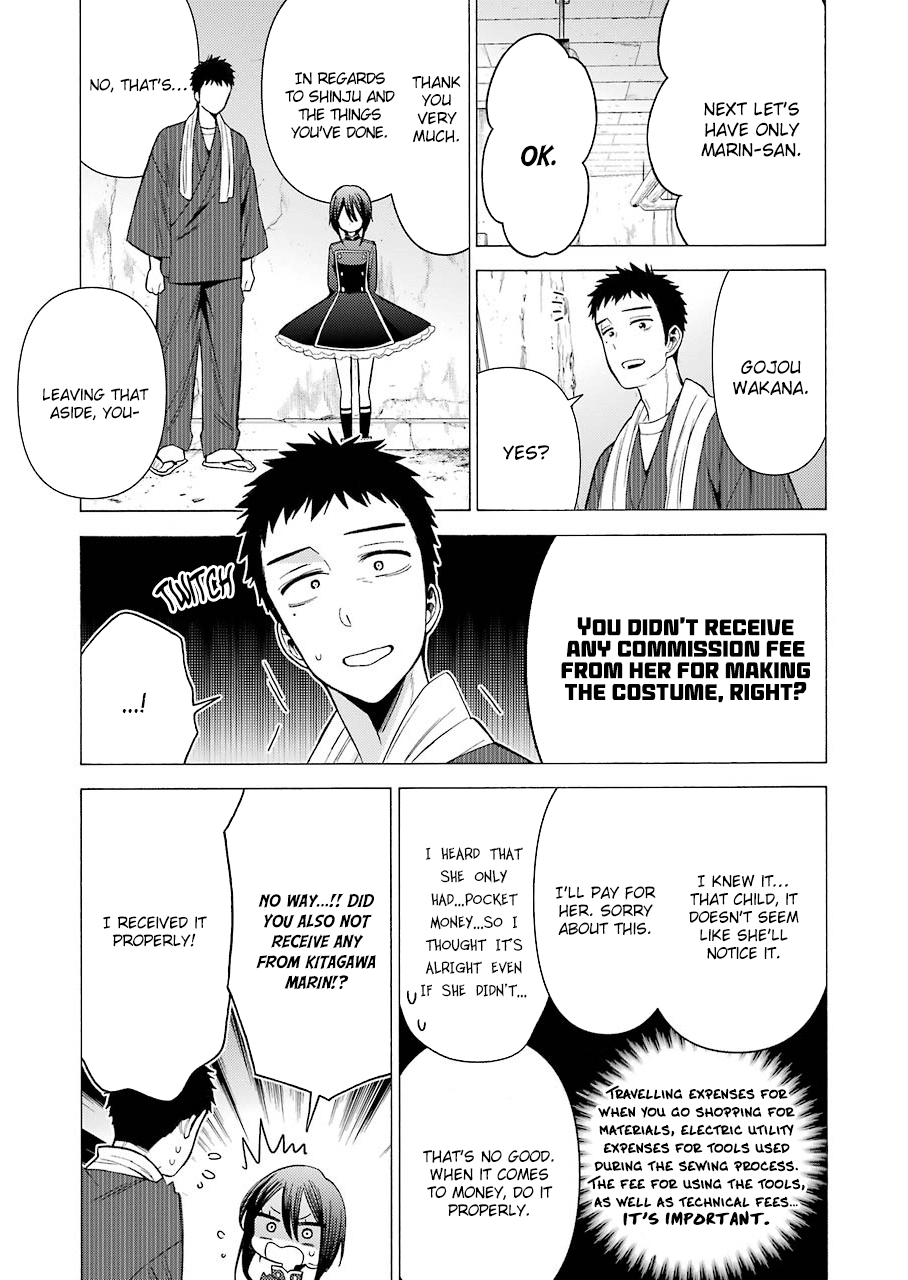 NEXT LET'S
HAVE ONLY
MARIN-SAN.
OK.
GOJOU
WAKANA.
YES?
THANK
YOU
VERY
MUCH.
IN REGARDS
TO SHINJU AND
THE THINGS
YOU'VE DONE.
NO, THAT'S...
LEAVING THAT
ASIDE, YOU-
YOU DIDN'T RECEIVE
ANY COMMISSION FEE
FROM HER FOR MAKING
THE COSTUME, RIGHT?
TWITCH
...!
I KNEW IT...
THAT CHILD, IT
DOESN'T SEEM
LIKE SHE'LL
NOTICE IT.
I'LL PAY FOR
HER. SORRY
ABOUT THIS.
I HEARD THAT
SHE ONLY
HAD...POCKET
MONEY...SO I
THOUGHT IT'S
ALRIGHT EVEN
IF SHE DIDN'T...
TRAVELLING EXPENSES FOR
WHEN YOU GO SHOPPING FOR
MATERIALS, ELECTRIC UTILITY
EXPENSES FOR TOOLS USED
DURING THE SEWING PROCESS.
THE FEE FOR USING THE TOOLS,
AS WELL AS TECHNICAL FEES...
IT'S IMPORTANT.
THAT'S NO GOOD.
WHEN IT COMES
TO MONEY, DO IT
PROPERLY.
NO WAY...!! DID
YOU ALSO NOT
RECEIVE ANY
FROM KITAGAWA
MARIN!?
I RECEIVED IT
PROPERLY!